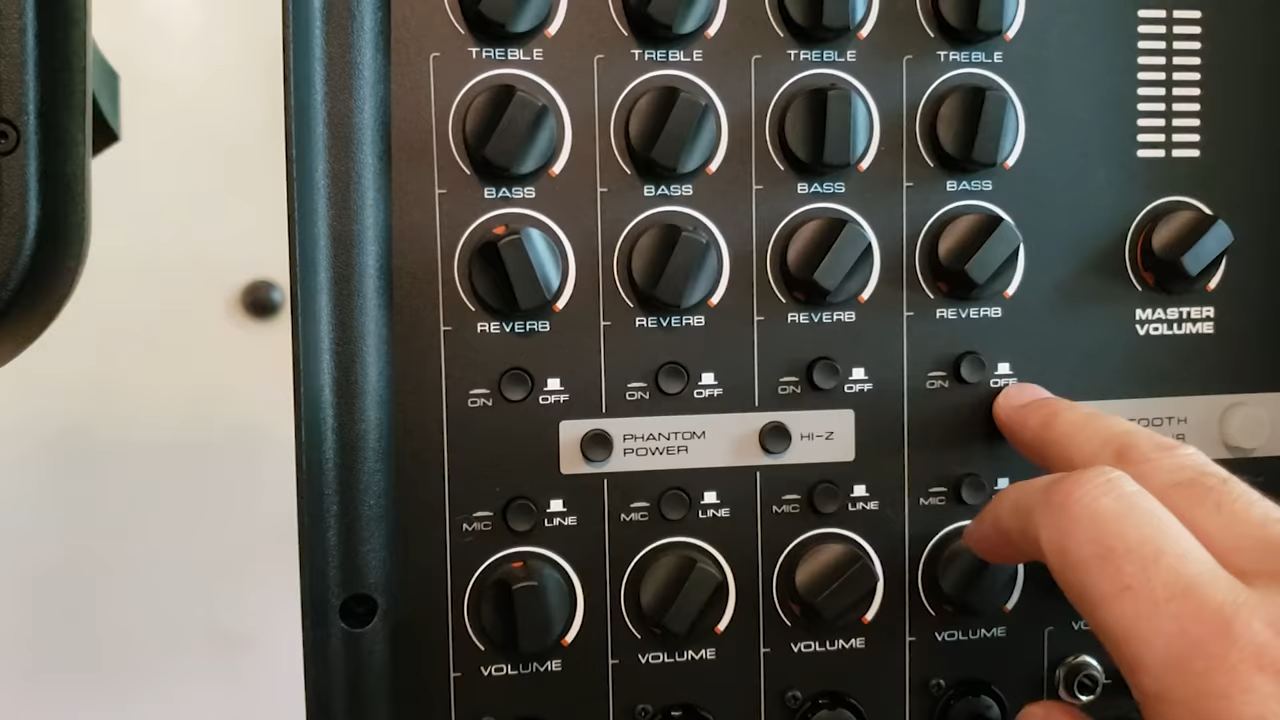 TREBLE TREBLE TREBLE TREBLE
BASS BASS BASS BASS
REVERB REVERB REVERB REVERB
MASTER
VOLUME
ON OFF ON OFF ON OFF ON OFF
PHANTOM
POWER
HI-Z
MIC LINE MIC LINE MIC LINE MIC
VOLUME VOLUME VOLUME VOLUME